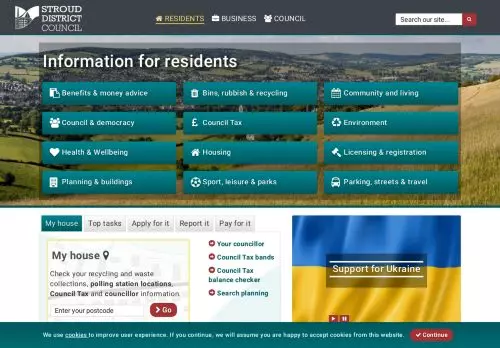 STROUD
DISTRICT
COUNCIL
RESIDENTS
BUSINESS
COUNCIL
Search our site...
Information for residents
Benefits & money advice
Bins, rubbish & recycling
Community and living
Council & democracy
Council Tax
Environment
Health & Wellbeing
Housing
Licensing & registration
Planning & buildings
Sport, leisure & parks
Parking, streets & travel
My house
Top tasks
Apply for it
Report it
Pay for it
My house
Check your recycling and waste
collections, polling station locations,
Council Tax and councillor information.
Enter your postcode
Go
Your councillor
Council Tax bands
Council Tax
balance checker
Search planning
Support for Ukraine
We use cookies to improve user experience. If you continue, we will assume you are happy to accept cookies from this website.
Continue